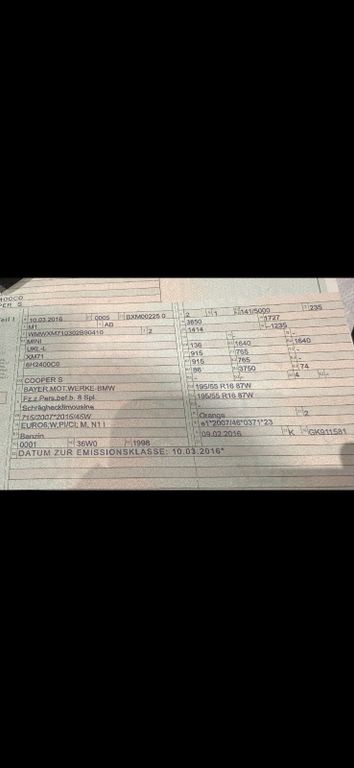 10.03.2016 0005 BXM00225 0
M1 AB
WMWXM710302B90410 2
MINI
UKL-L
XM71
6H2400C0
COOPER S
BAYER.MOT.WERKE-BMW
Fz.z.Pers.bef.b. 8 Spl.
Schräghecklimousine
715/2007*2015/45W
EURO6;W;PI/CI; M, N1 I
Benzin
0001 36W0 1998
2 1 141/5000 235
3850 1727
1414 1235
136 1640 1640
915 765 -
915 765 -
96 3750 74
- - 4 -
195/55 R16 87W
195/55 R16 87W
-
Orange 2
e1*2007/46*0371*23
09.02.2016 K GK911581
DATUM ZUR EMISSIONSKLASSE: 10.03.2016*